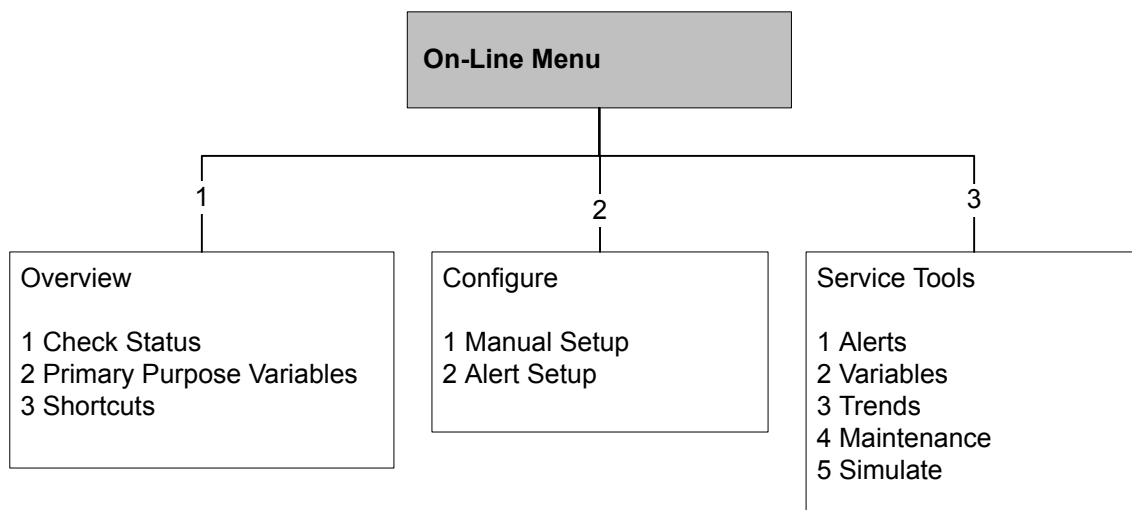 On-Line Menu
1
2
3
Overview
1 Check Status
2 Primary Purpose Variables
3 Shortcuts
Configure
1 Manual Setup
2 Alert Setup
Service Tools
1 Alerts
2 Variables
3 Trends
4 Maintenance
5 Simulate